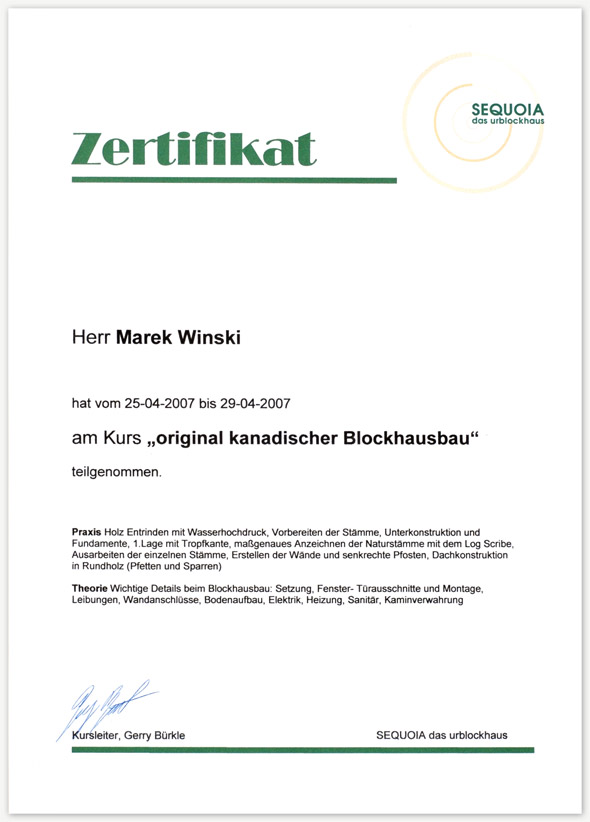 SEQUOIA
das urblockhaus
Zertifikat
Herr Marek Winski
hat vom 25-04-2007 bis 29-04-2007
am Kurs „original kanadischer Blockhausbau“
teilgenommen.
Praxis Holz Entrinden mit Wasserhochdruck, Vorbereiten der Stämme, Unterkonstruktion und
Fundamente, 1.Lage mit Tropfkante, maßgenaues Anzeichnen der Naturstämme mit dem Log Scribe,
Ausarbeiten der einzelnen Stämme, Erstellen der Wände und senkrechte Pfosten, Dachkonstruktion
in Rundholz (Pfetten und Sparren)
Theorie Wichtige Details beim Blockhausbau: Setzung, Fenster- Türausschnitte und Montage,
Leibungen, Wandanschlüsse, Bodenaufbau, Elektrik, Heizung, Sanitär, Kaminverwahrung
Kursleiter, Gerry Bürkle
SEQUOIA das urblockhaus